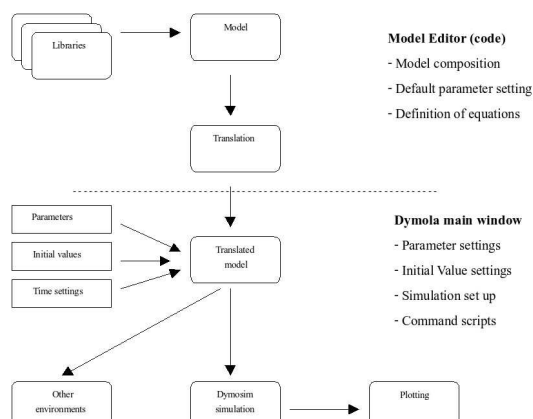 Libraries
Model
Model Editor (code)
- Model composition
- Default parameter setting
- Definition of equations
Translation
Parameters
Initial values
Time settings
Translated
model
Dymola main window
- Parameter settings
- Initial Value settings
- Simulation set up
- Command scripts
Other
environments
Dymosim
simulation
Plotting